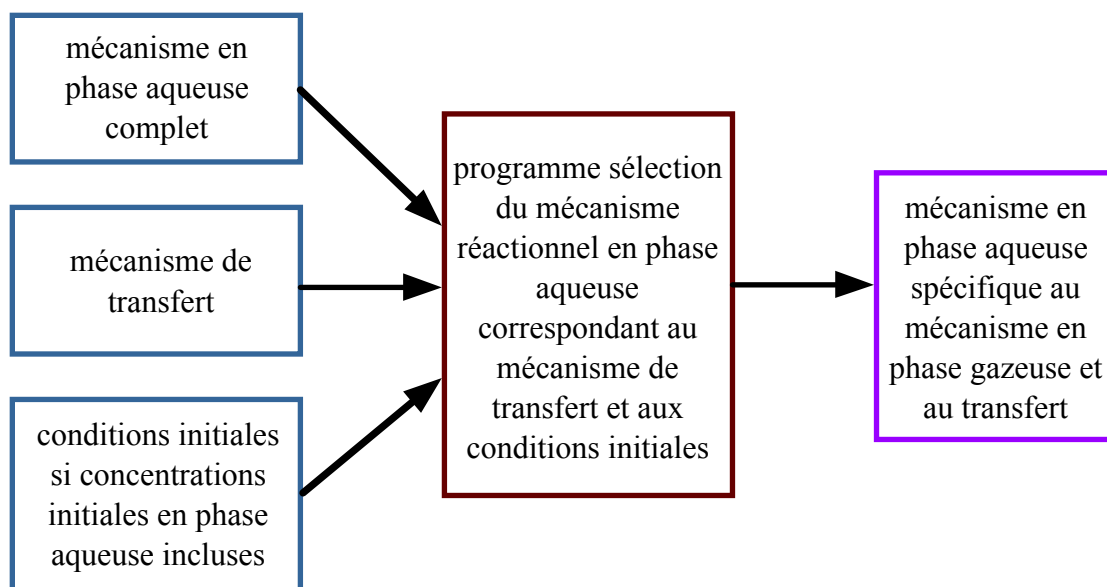 mécanisme en
phase aqueuse
complet
mécanisme de
transfert
conditions initiales
si concentrations
initiales en phase
aqueuse incluses
programme sélection
du mécanisme
réactionnel en phase
aqueuse
correspondant au
mécanisme de
transfert et aux
conditions initiales
mécanisme en
phase aqueuse
spécifique au
mécanisme en
phase gazeuse et
au transfert